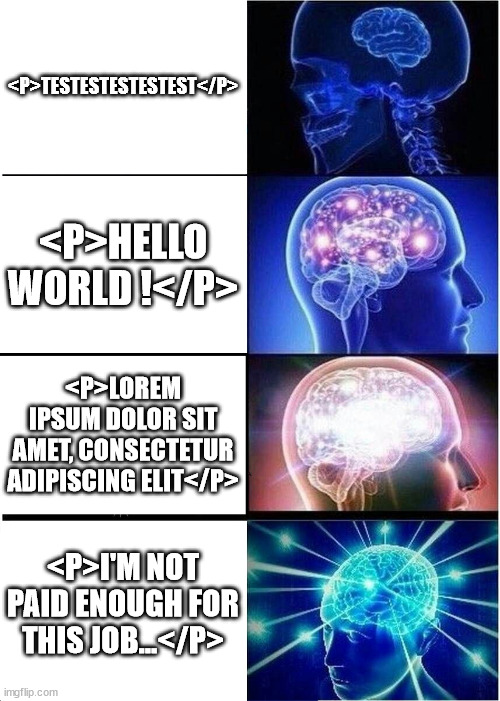 <P>TESTESTESTESTEST</P>
<P>HELLO
WORLD !</P>
<P>LOREM
IPSUM DOLOR SIT
AMET, CONSECTETUR
ADIPISCING ELIT</P>
<P>I'M NOT
PAID ENOUGH FOR
THIS JOB...</P>
imgflip.com